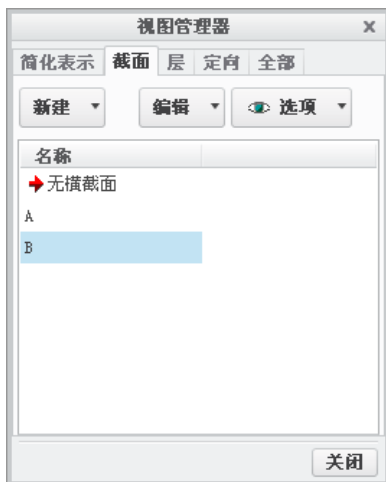 视图管理器
简化表示 截面 层 定向 全部
新建 编辑 选项
名称
无横截面
A
B
关闭